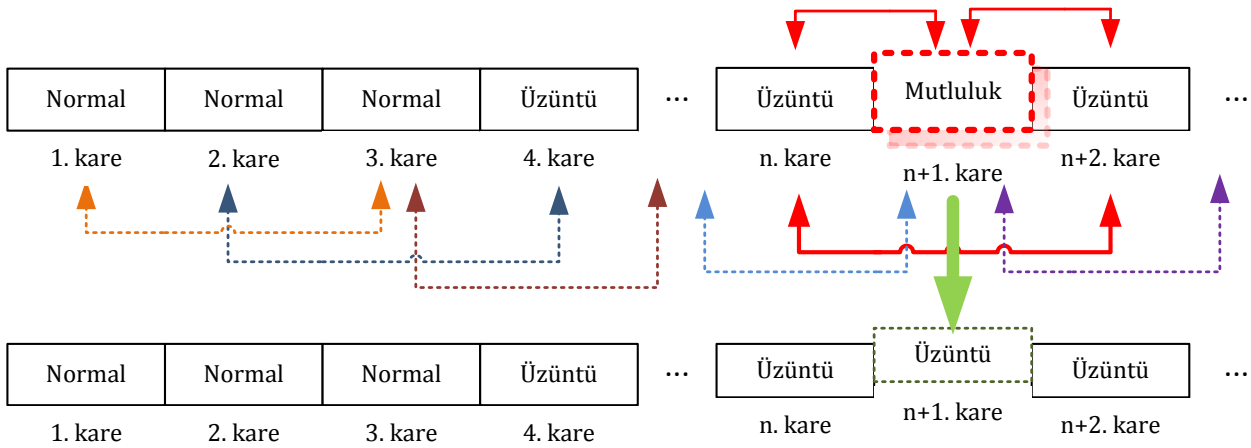 Normal Normal Normal Üzüntü ... Üzüntü Mutluluk Üzüntü ...
1. kare 2. kare 3. kare 4. kare n. kare n+1. kare n+2. kare
Normal Normal Normal Üzüntü ... Üzüntü Üzüntü Üzüntü ...
1. kare 2. kare 3. kare 4. kare n. kare n+1. kare n+2. kare